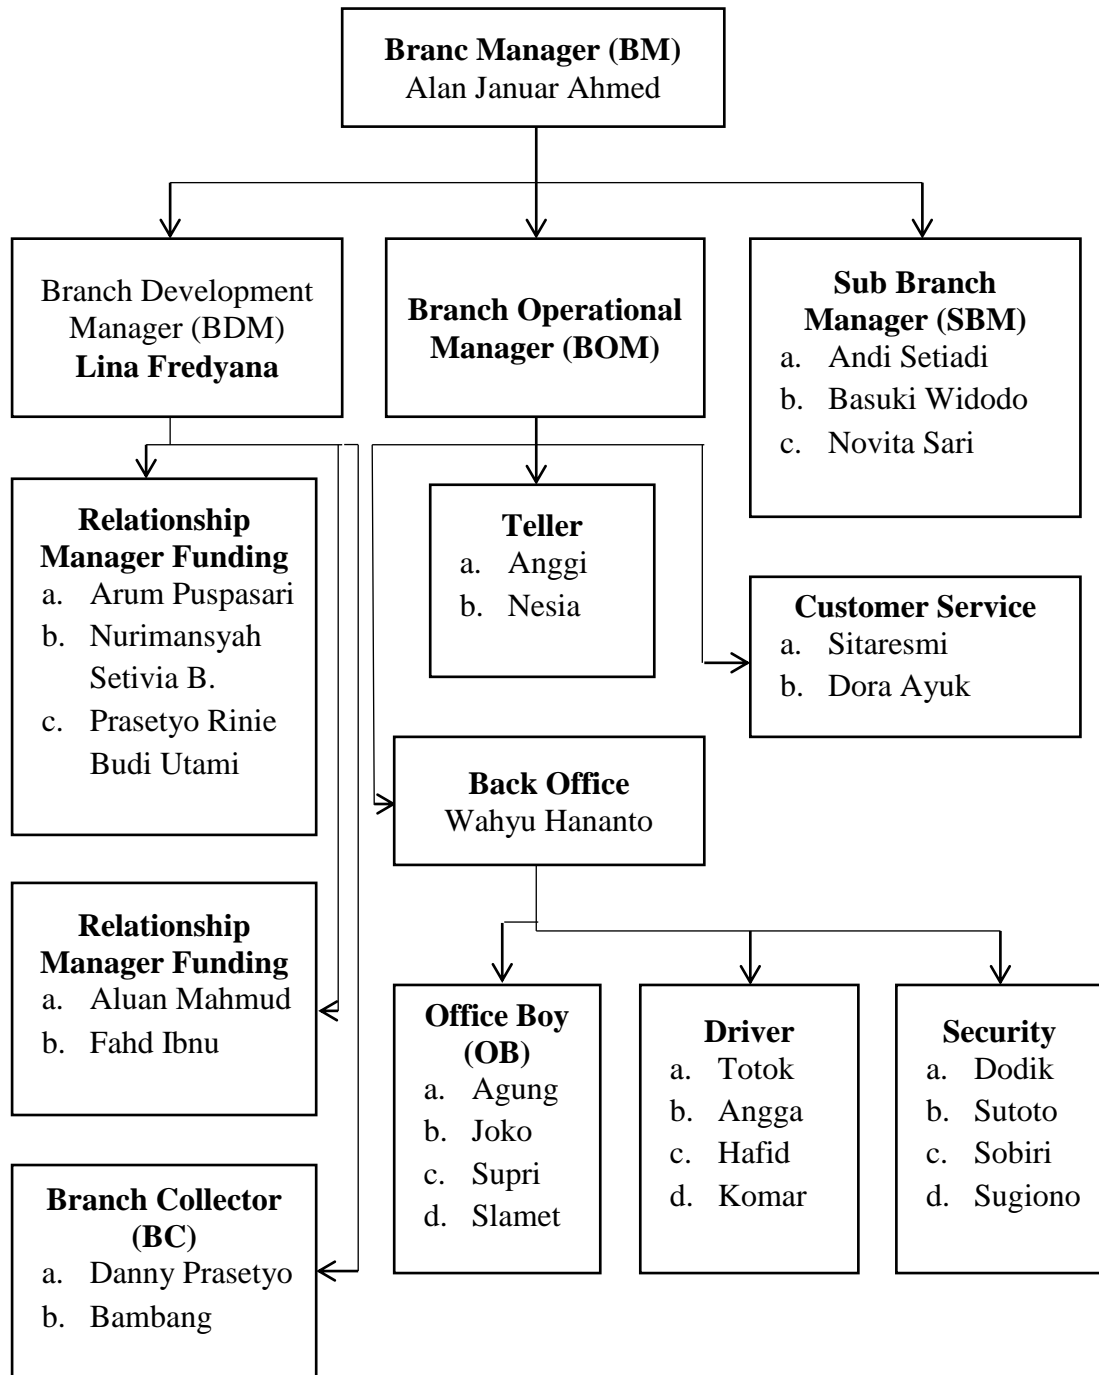 Branc Manager (BM)
Alan Januar Ahmed
Branch Development
Manager (BDM)
Lina Fredyana
Branch Operational
Manager (BOM)
Sub Branch
Manager (SBM)
a. Andi Setiadi
b. Basuki Widodo
c. Novita Sari
Relationship
Manager Funding
a. Arum Puspasari
b. Nurimansyah
Setivia B.
c. Prasetyo Rinie
Budi Utami
Teller
a. Anggi
b. Nesia
Customer Service
a. Sitaresmi
b. Dora Ayuk
Back Office
Wahyu Hananto
Relationship
Manager Funding
a. Aluan Mahmud
b. Fahd Ibnu
Office Boy
(OB)
a. Agung
b. Joko
c. Supri
d. Slamet
Driver
a. Totok
b. Angga
c. Hafid
d. Komar
Security
a. Dodik
b. Sutoto
c. Sobiri
d. Sugiono
Branch Collector
(BC)
a. Danny Prasetyo
b. Bambang